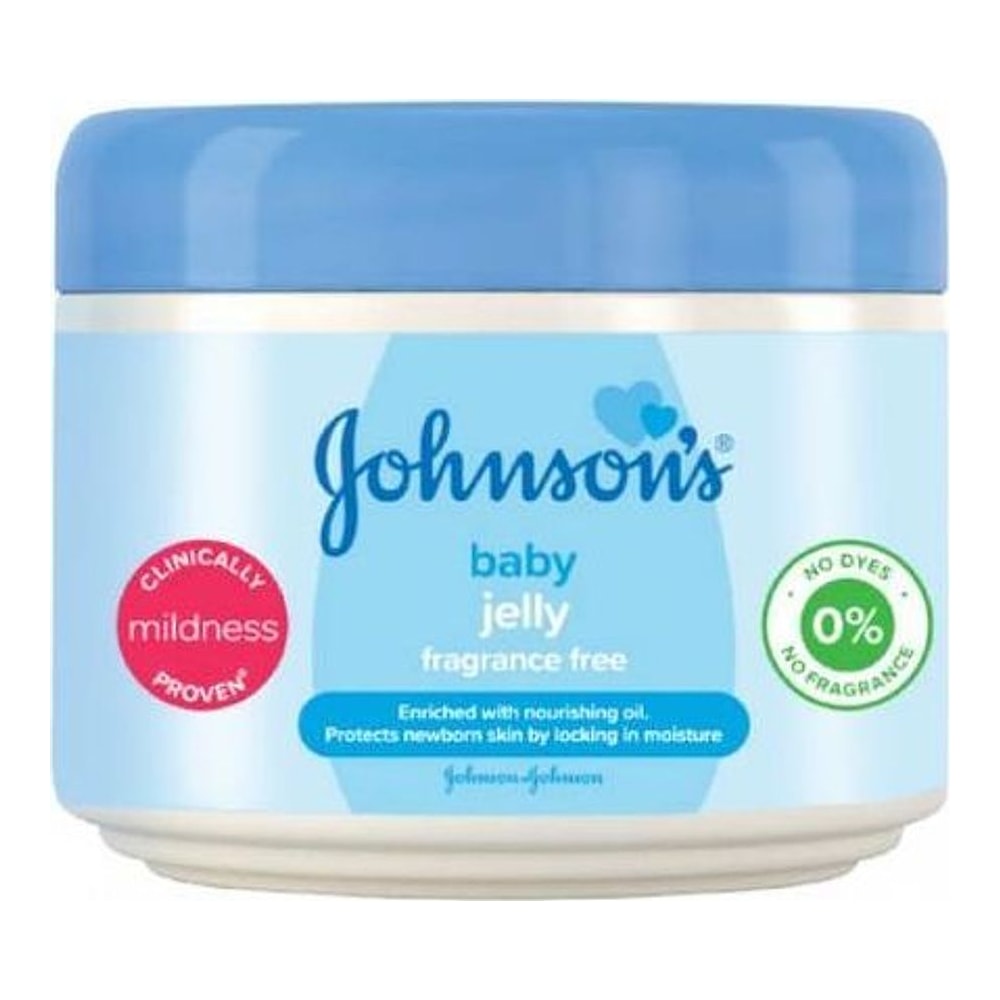 Johnson's®
baby
jelly
fragrance free
CLINICALLY
mildness
PROVEN®
NO DYES
0%
NO FRAGRANCE
Enriched with nourishing oil.
Protects newborn skin by locking in moisture
Johnson & Johnson